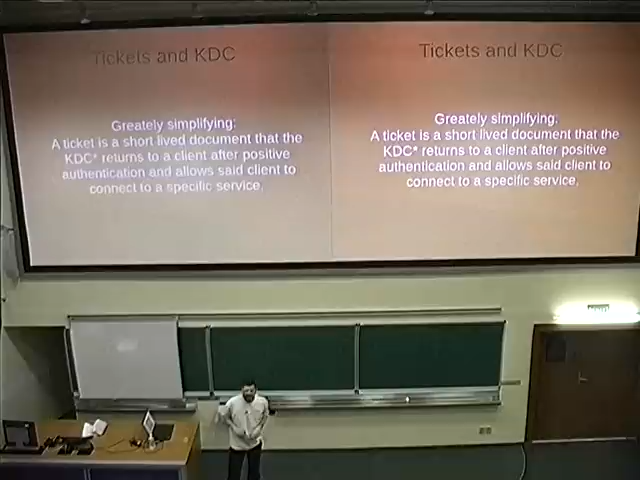 Tickets and KDC
Greately simplifying:
A ticket is a short lived document that the
KDC* returns to a client after positive
authentication and allows said client to
connect to a specific service.
Tickets and KDC
Greately simplifying:
A ticket is a short lived document that the
KDC* returns to a client after positive
authentication and allows said client to
connect to a specific service.